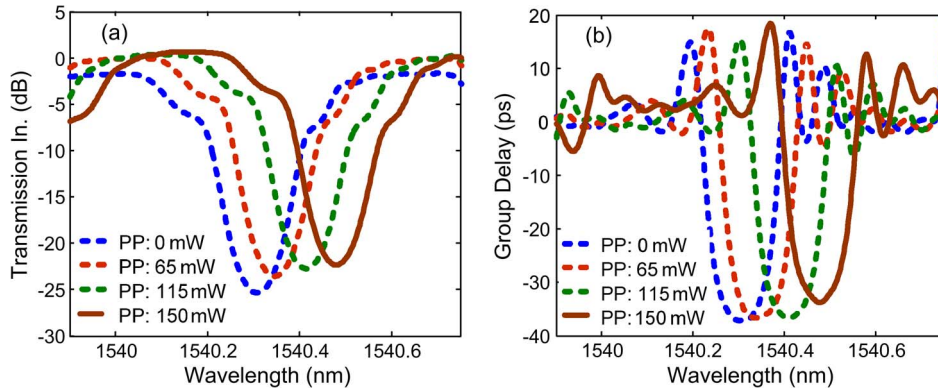 (a)
Transmission In. (dB)
5
0
-5
-10
-15
-20
-25
-30
PP: 0 mW
PP: 65 mW
PP: 115 mW
PP: 150 mW
1540 1540.2 1540.4 1540.6
Wavelength (nm)
(b)
Group Delay (ps)
20
10
0
-10
-20
-30
-40
PP: 0 mW
PP: 65 mW
PP: 115 mW
PP: 150 mW
1540 1540.2 1540.4 1540.6
Wavelength (nm)